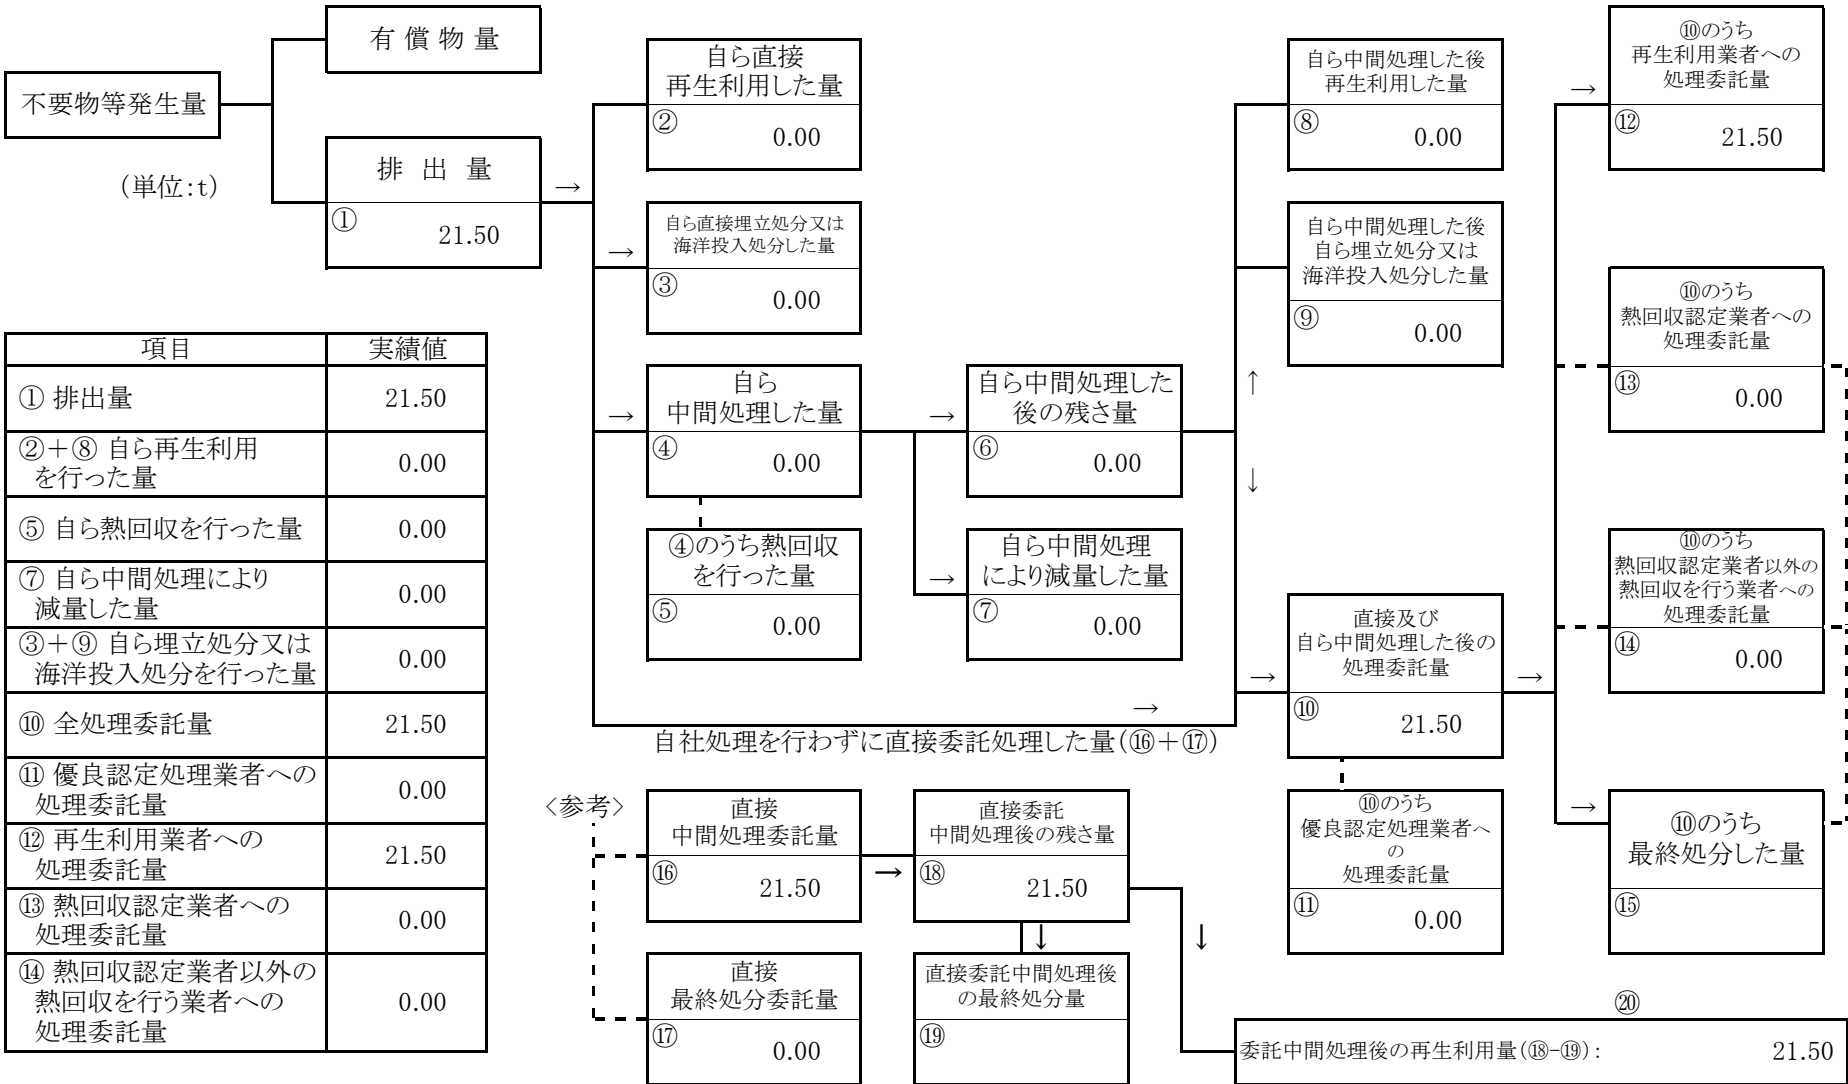 有償物量
不要物等発生量
(単位:t)
排出量
①
21.50
→
自ら直接
再生利用した量
②
0.00
→
自ら直接埋立処分又は
海洋投入処分した量
③
0.00
→
自ら
中間処理した量
④
0.00
④のうち熱回収
を行った量
⑤
0.00
→
自ら中間処理した
後の残さ量
⑥
0.00
→
自ら中間処理
により減量した量
⑦
0.00
↑
↓
自ら中間処理した後
再生利用した量
⑧
0.00
自ら中間処理した後
自ら埋立処分又は
海洋投入処分した量
⑨
0.00
→
自社処理を行わずに直接委託処理した量(⑯+⑰)
→
直接及び
自ら中間処理した後の
処理委託量
⑩
21.50
→
⑩のうち
優良認定処理業者へ
の
処理委託量
⑪
0.00
→
⑩のうち
再生利用業者への
処理委託量
⑫
21.50
⑩のうち
熱回収認定業者への
処理委託量
⑬
0.00
⑩のうち
熱回収認定業者以外の
熱回収を行う業者への
処理委託量
⑭
0.00
→
⑩のうち
最終処分した量
⑮
<参考>
直接
中間処理委託量
⑯
21.50
→
直接委託
中間処理後の残さ量
⑱
21.50
↓
↓
直接
最終処分委託量
⑰
0.00
直接委託中間処理後
の最終処分量
⑲
⑳
委託中間処理後の再生利用量(⑱-⑲):
21.50
項目 実績値
① 排出量 21.50
②+⑧ 自ら再生利用
を行った量
0.00
⑤ 自ら熱回収を行った量 0.00
⑦ 自ら中間処理により
減量した量
0.00
③+⑨ 自ら埋立処分又は
海洋投入処分を行った量
0.00
⑩ 全処理委託量 21.50
⑪ 優良認定処理業者への
処理委託量
0.00
⑫ 再生利用業者への
処理委託量
21.50
⑬ 熱回収認定業者への
処理委託量
0.00
⑭ 熱回収認定業者以外の
熱回収を行う業者への
処理委託量
0.00